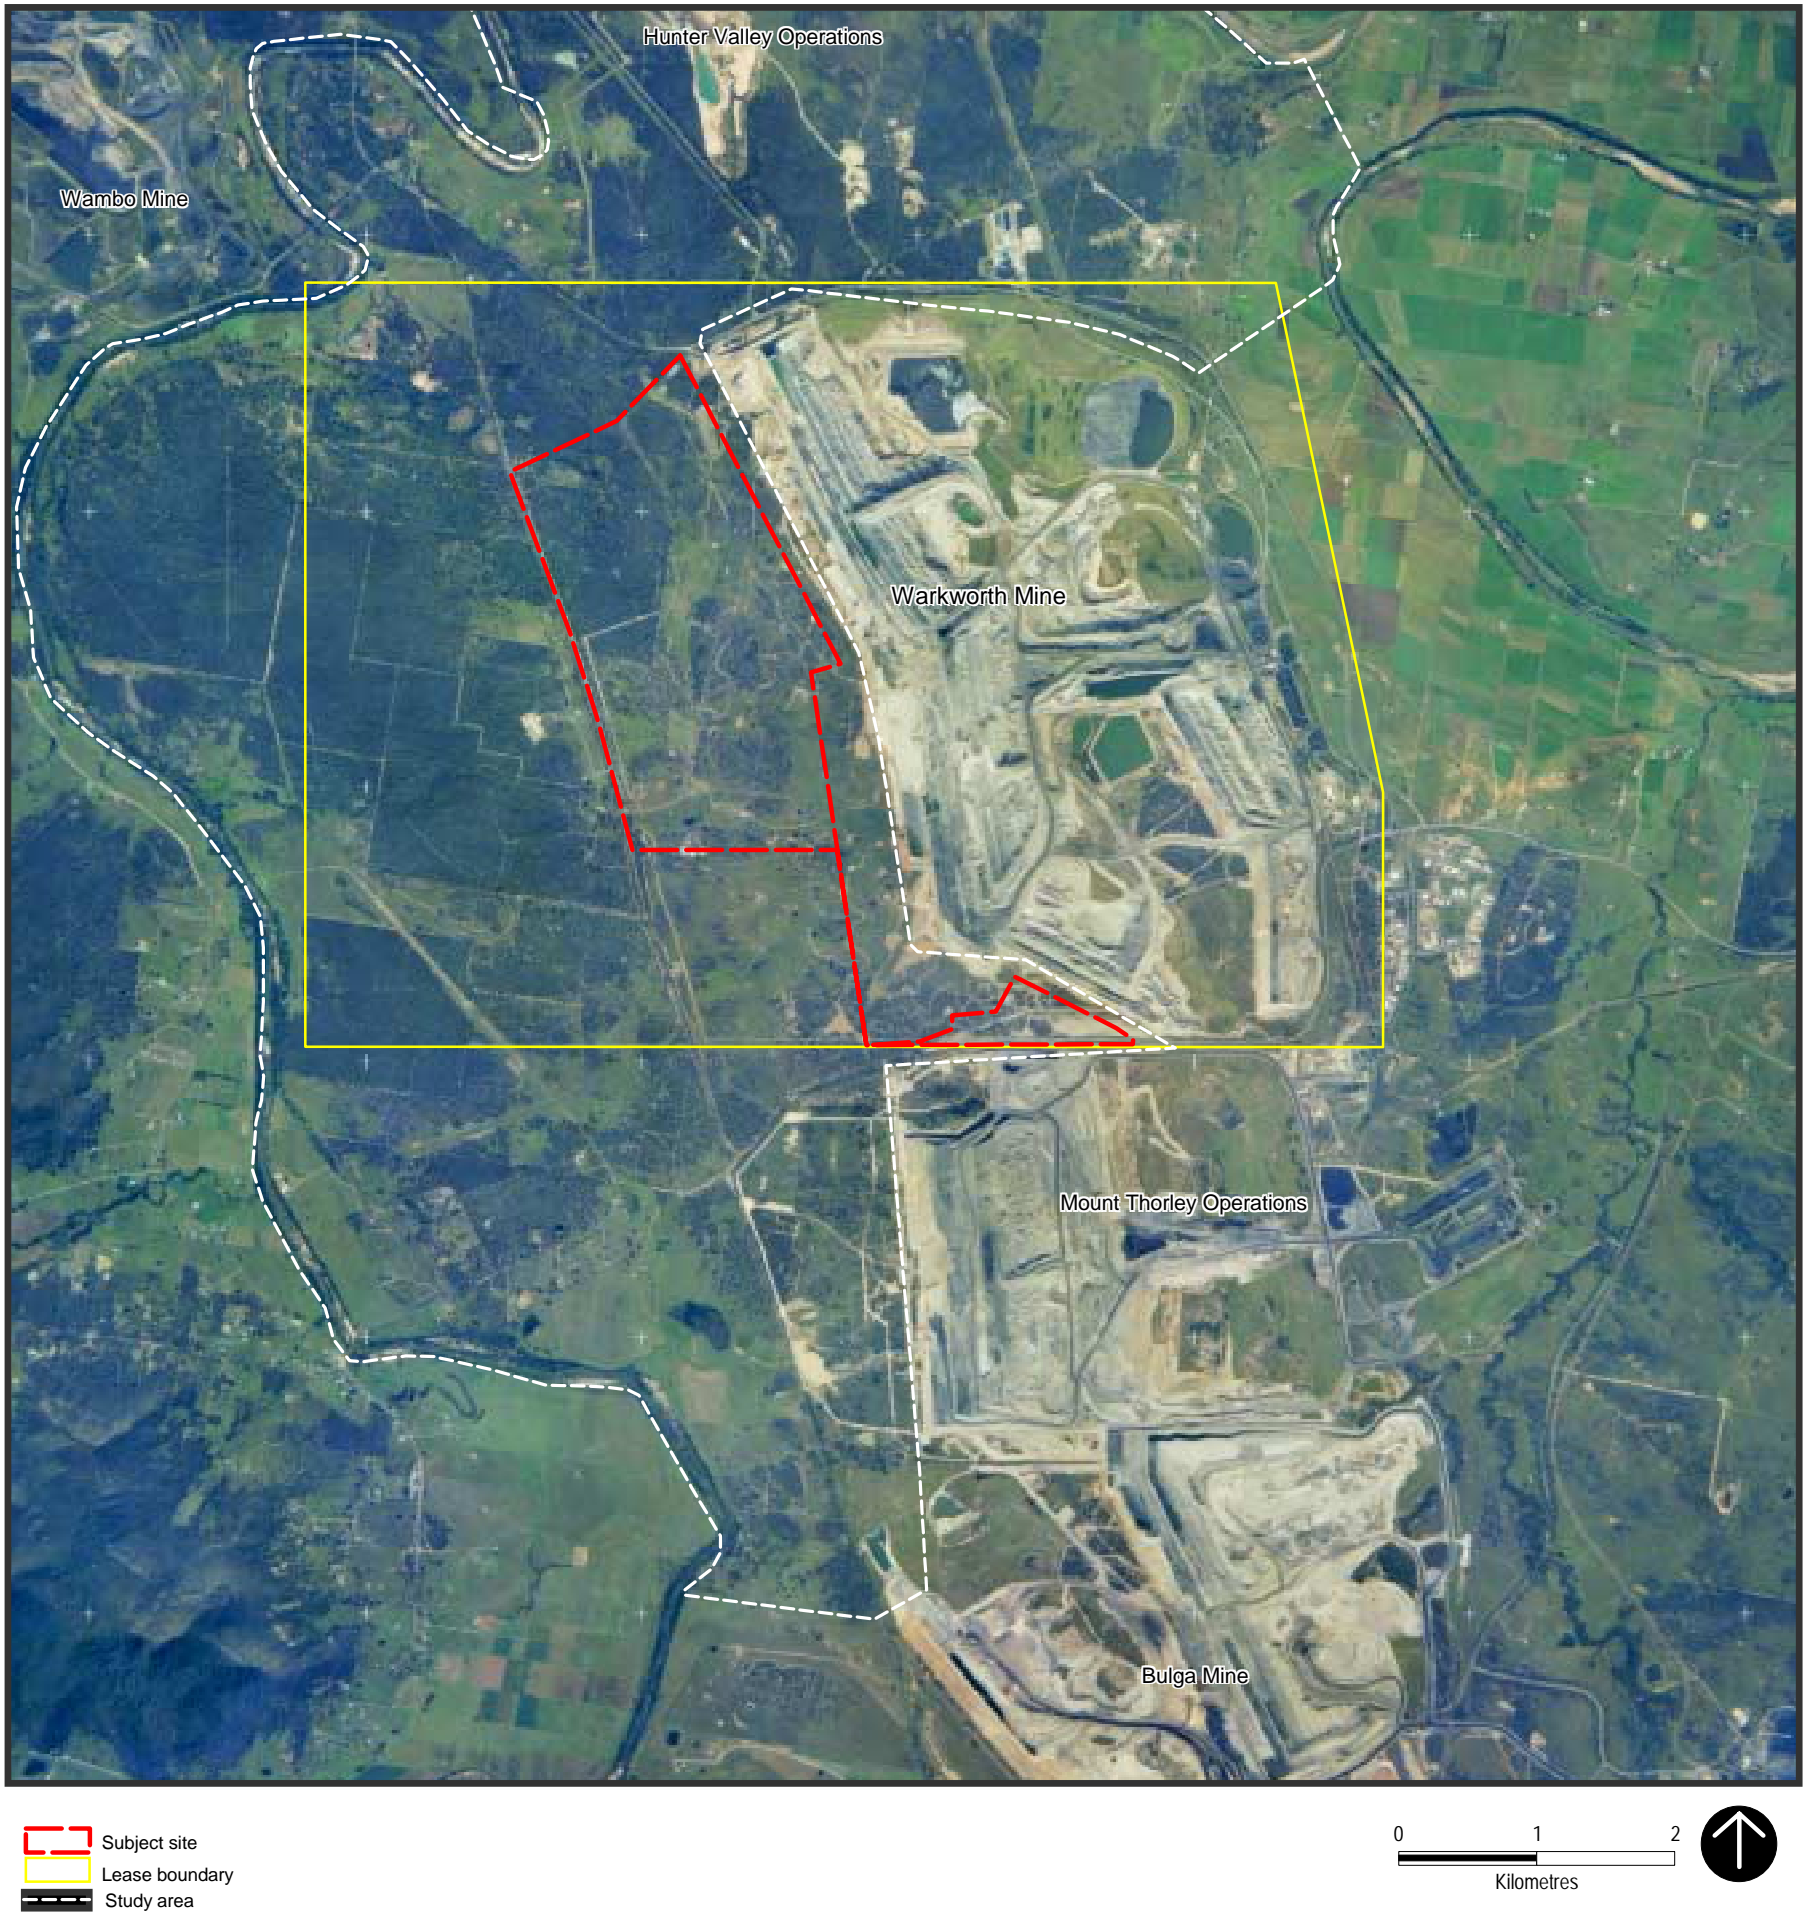 Hunter Valley Operations
Wambo Mine
Warkworth Mine
Mount Thorley Operations
Bulga Mine
Subject site
Lease boundary
Study area
0 1 2
Kilometres